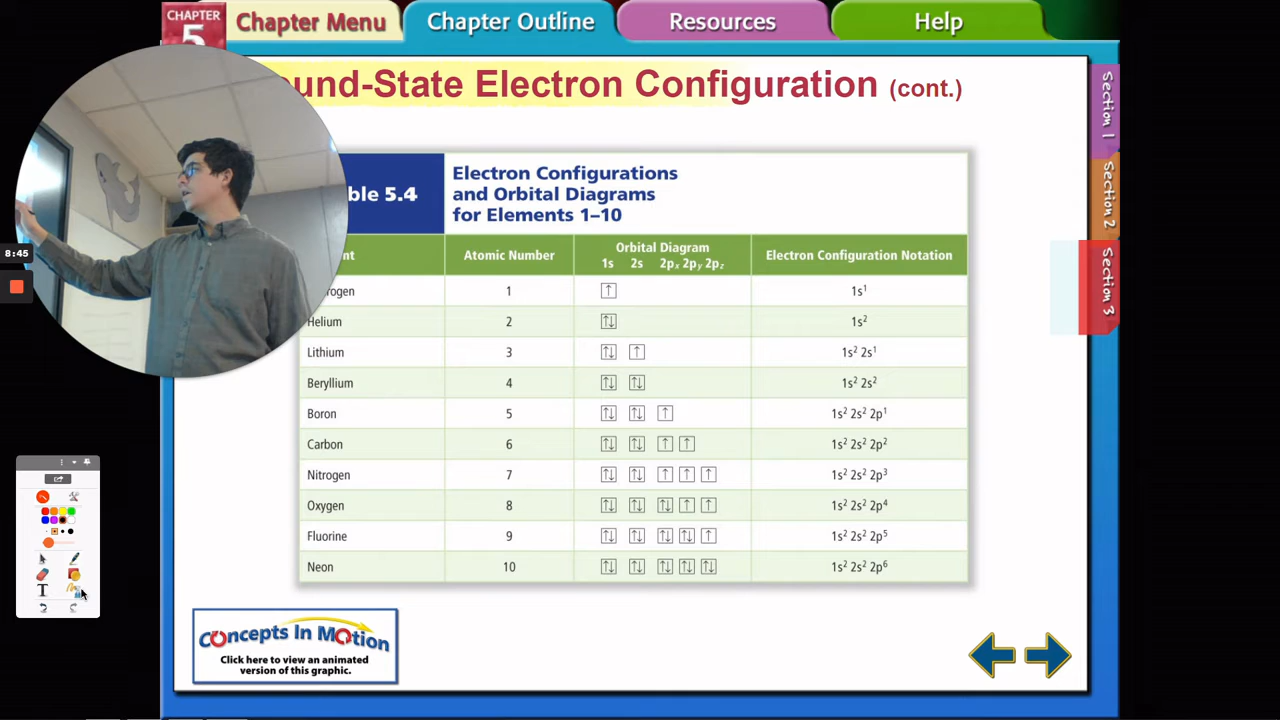 CHAPTER
5
Chapter Menu
Chapter Outline
Resources
Help
und-State Electron Configuration (cont.)
Section 1
Section 2
Section 3
ble 5.4
Electron Configurations
and Orbital Diagrams
for Elements 1–10
nt Atomic Number Orbital Diagram Electron Configuration Notation
1s 2s 2pₓ 2pᵧ 2p_z
rogen 1 ↑ 1s¹
Helium 2 ↑↓ 1s²
Lithium 3 ↑↓ ↑ 1s² 2s¹
Beryllium 4 ↑↓ ↑↓ 1s² 2s²
Boron 5 ↑↓ ↑↓ ↑ 1s² 2s² 2p¹
Carbon 6 ↑↓ ↑↓ ↑ ↑ 1s² 2s² 2p²
Nitrogen 7 ↑↓ ↑↓ ↑ ↑ ↑ 1s² 2s² 2p³
Oxygen 8 ↑↓ ↑↓ ↑↓ ↑ ↑ 1s² 2s² 2p⁴
Fluorine 9 ↑↓ ↑↓ ↑↓ ↑↓ ↑ 1s² 2s² 2p⁵
Neon 10 ↑↓ ↑↓ ↑↓ ↑↓ ↑↓ 1s² 2s² 2p⁶
8:45
T
Concepts In Motion
Click here to view an animated
version of this graphic.